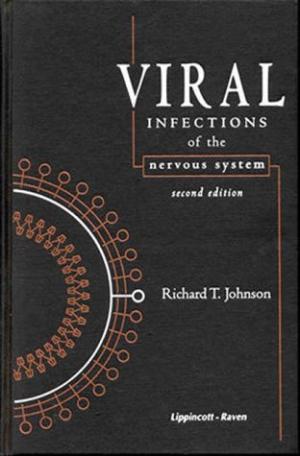 VIRAL
INFECTIONS
of the
nervous system
second edition
Richard T. Johnson
Lippincott - Raven